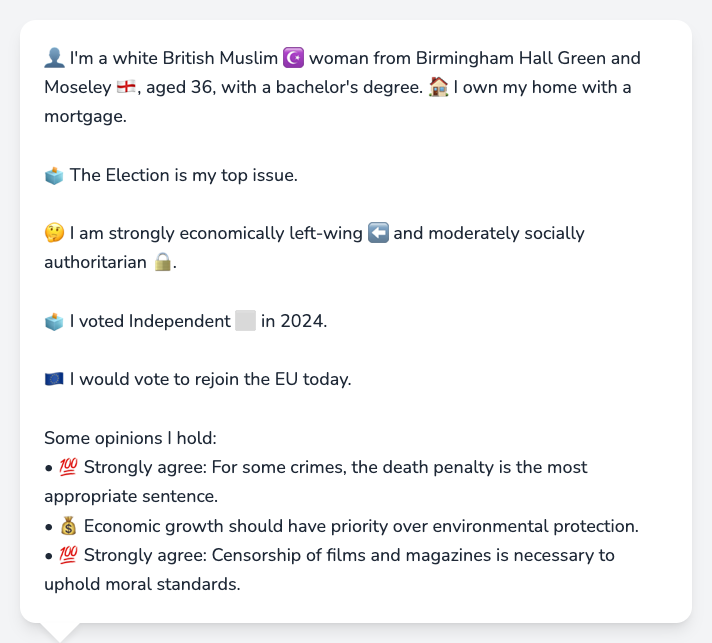 👤 I'm a white British Muslim ☪️ woman from Birmingham Hall Green and
Moseley 🏴󠁧󠁢󠁥󠁮󠁧󠁿, aged 36, with a bachelor's degree. 🏠 I own my home with a
mortgage.
🗳️ The Election is my top issue.
🤔 I am strongly economically left-wing ⬅️ and moderately socially
authoritarian 🔒.
🗳️ I voted Independent ⬜ in 2024.
🇪🇺 I would vote to rejoin the EU today.
Some opinions I hold:
• 💯 Strongly agree: For some crimes, the death penalty is the most
appropriate sentence.
• 💰 Economic growth should have priority over environmental protection.
• 💯 Strongly agree: Censorship of films and magazines is necessary to
uphold moral standards.